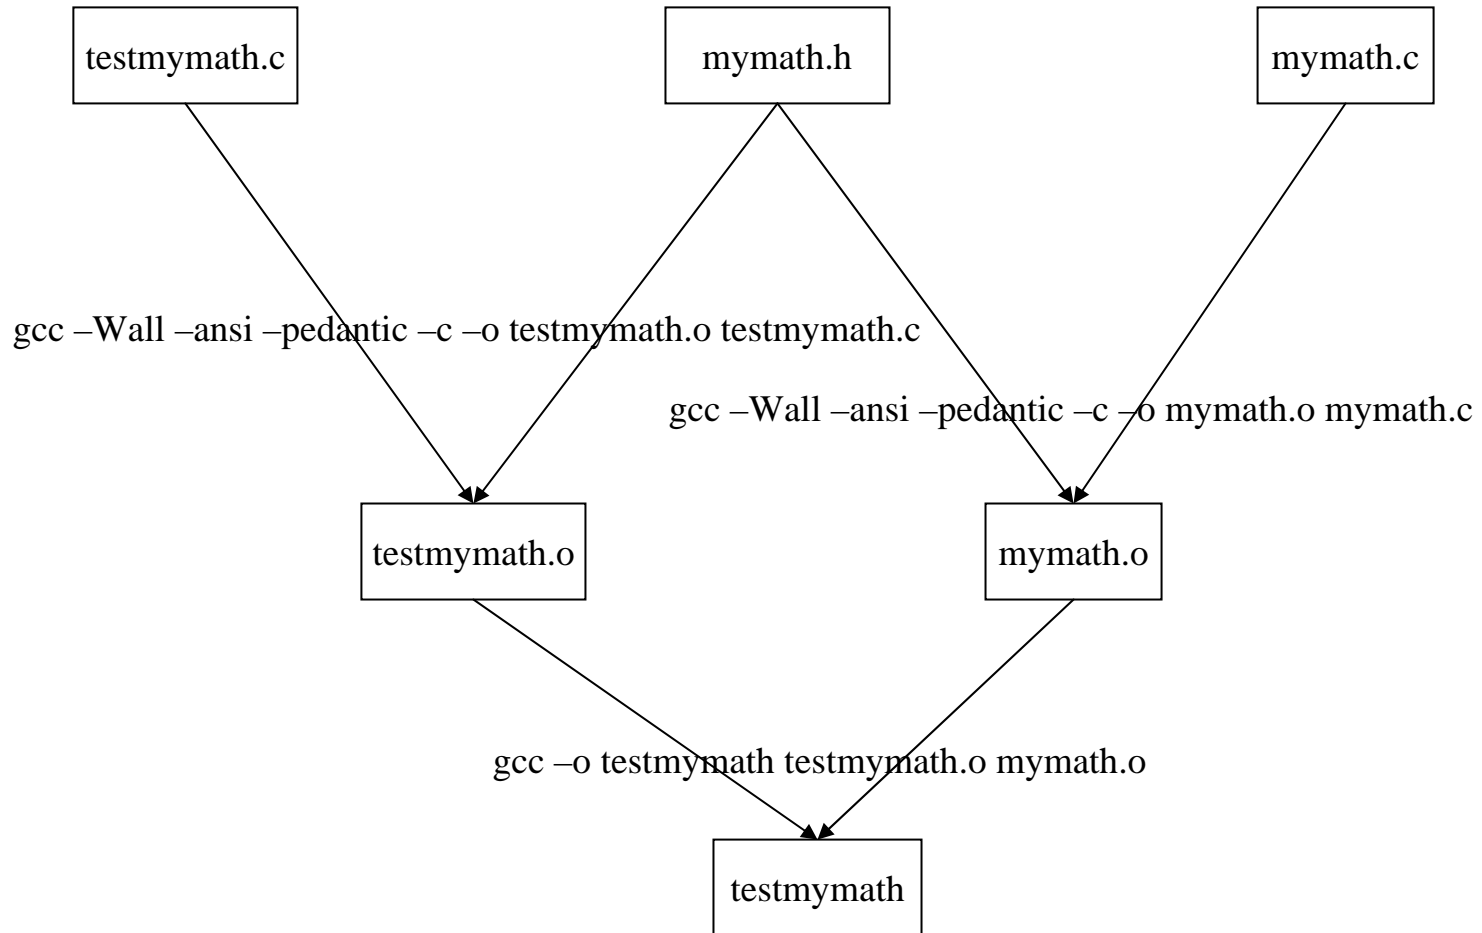 testmymath.c
mymath.h
mymath.c
gcc –Wall –ansi –pedantic –c –o testmymath.o testmymath.c
gcc –Wall –ansi –pedantic –c –o mymath.o mymath.c
testmymath.o
mymath.o
gcc –o testmymath testmymath.o mymath.o
testmymath